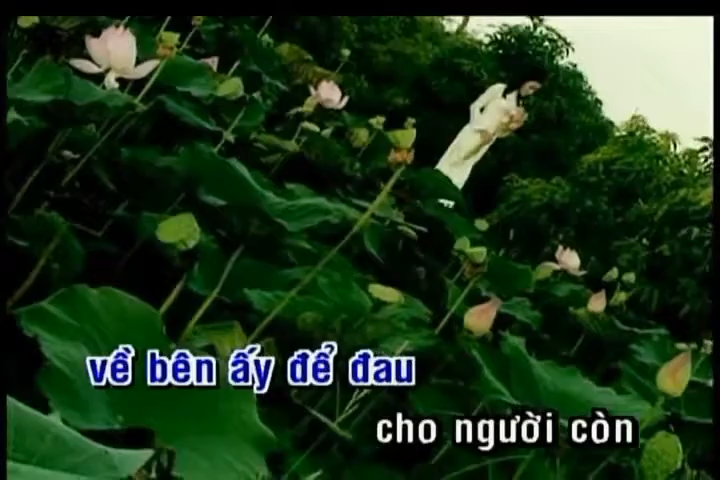 về bên ấy để đau
cho người còn